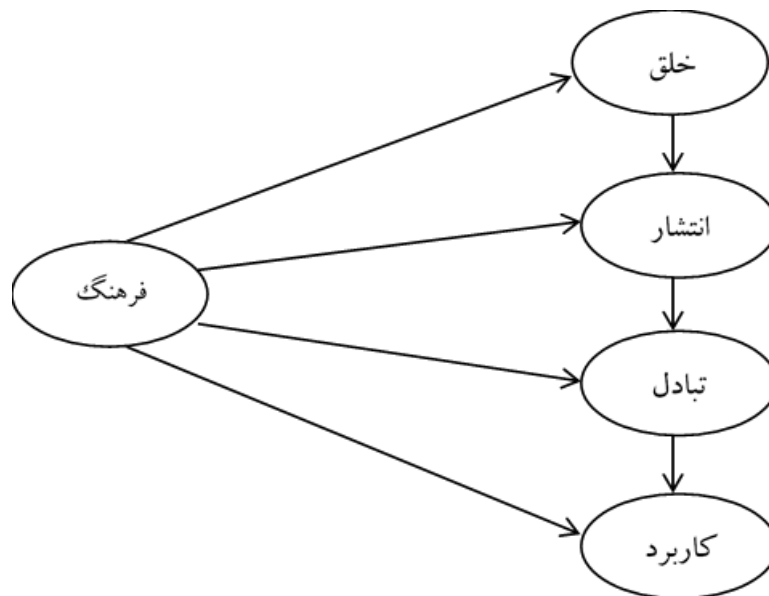 خلق
انتشار
فرهنگ
تبادل
کاربرد